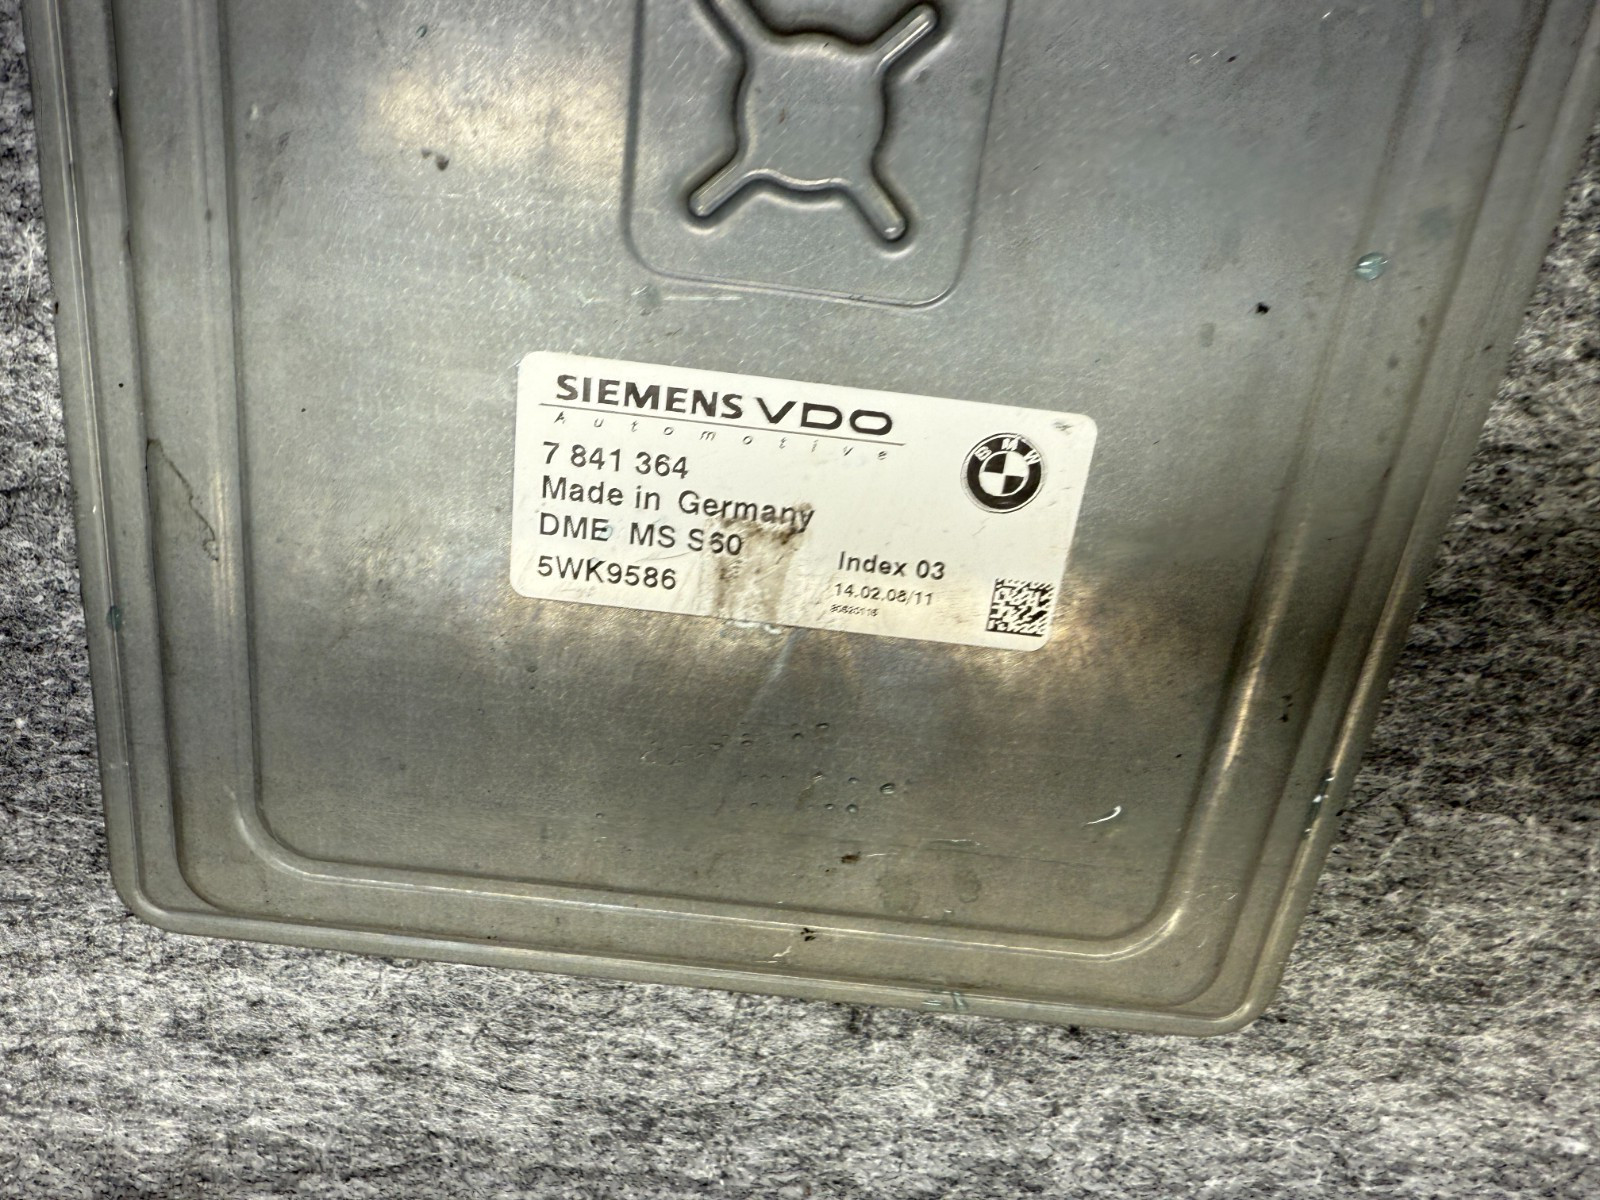 SIEMENS VDO
Automotive
BMW
7 841 364
Made in Germany
DME MS S60
5WK9586
Index 03
14.02.08/11